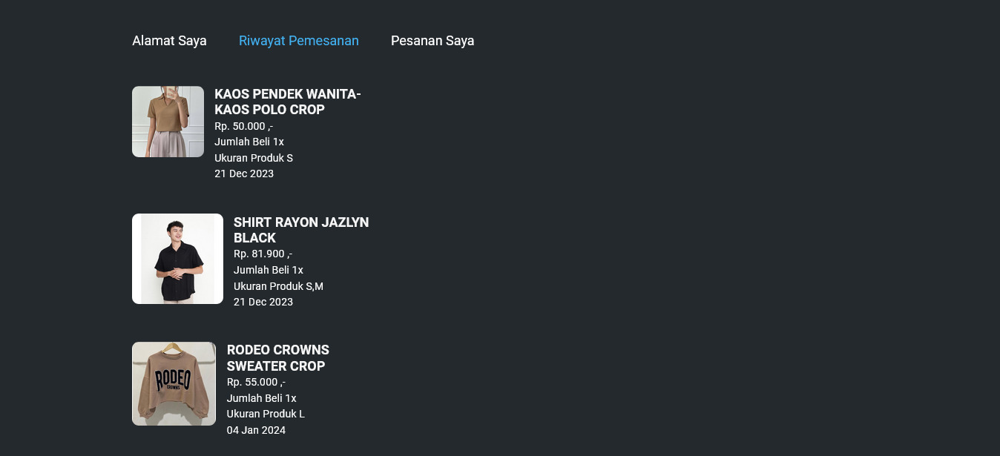 Alamat Saya Riwayat Pemesanan Pesanan Saya
KAOS PENDEK WANITA-
KAOS POLO CROP
Rp. 50.000 ,-
Jumlah Beli 1x
Ukuran Produk S
21 Dec 2023
SHIRT RAYON JAZLYN
BLACK
Rp. 81.900 ,-
Jumlah Beli 1x
Ukuran Produk S,M
21 Dec 2023
RODEO
CROWNS
RODEO CROWNS
SWEATER CROP
Rp. 55.000 ,-
Jumlah Beli 1x
Ukuran Produk L
04 Jan 2024